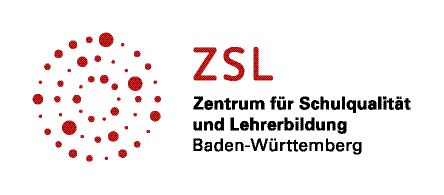 ZSL
Zentrum für Schulqualität
und Lehrerbildung
Baden-Württemberg